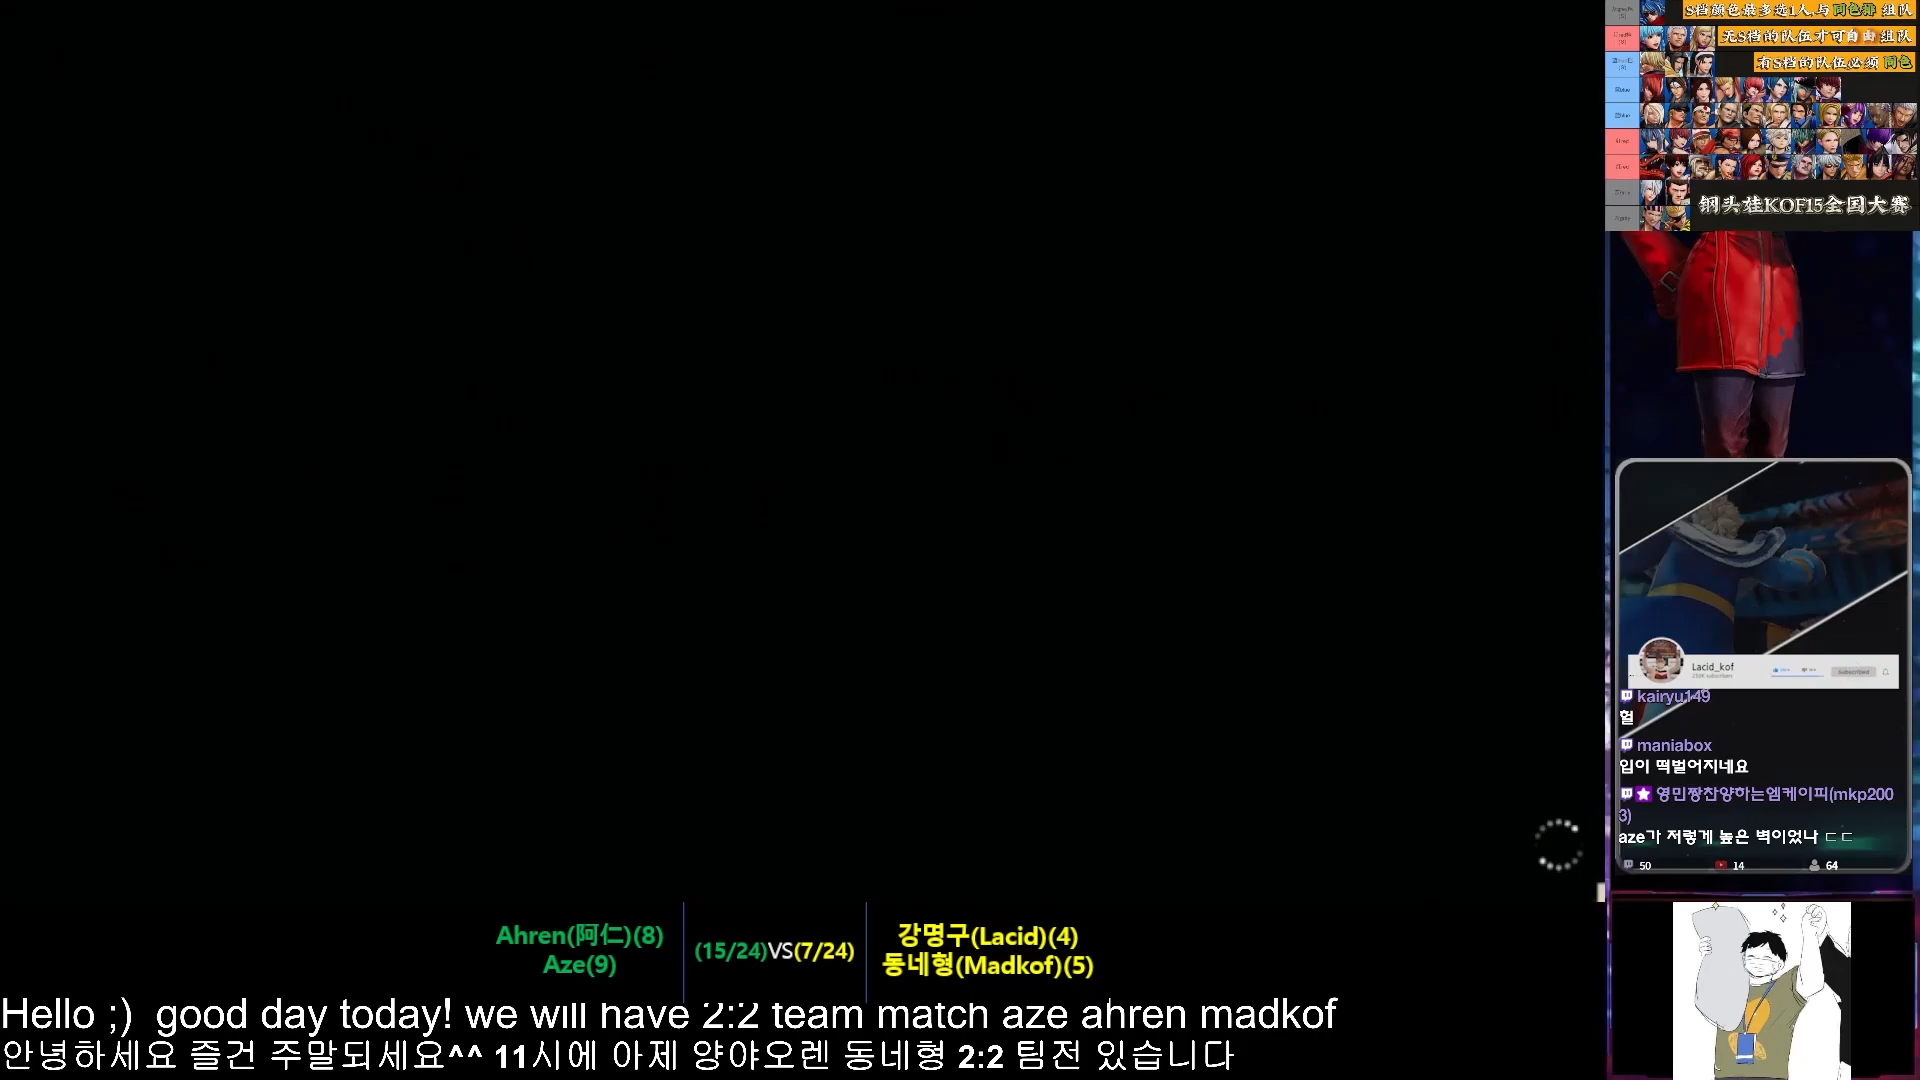 S档颜色最多选1人,与 同色群 组队
无S档的队伍才可自由组队
有S档的队伍必须 同色
钢头娃KOF15全国大赛
Lacid_kof
kairyu149
헐
maniabox
입이 떡벌어지네요
영민짱찬양하는엠케이피(mkp200
3)
aze가 저렇게 높은 벽이었나 ㄷㄷ
50 14 64
Ahren(阿仁)(8)
Aze(9)
(15/24)VS(7/24)
강명구(Lacid)(4)
동네형(Madkof)(5)
Hello ;) good day today! we will have 2:2 team match aze ahren madkof
안녕하세요 즐건 주말되세요^^ 11시에 아제 양야오렌 동네형 2:2 팀전 있습니다